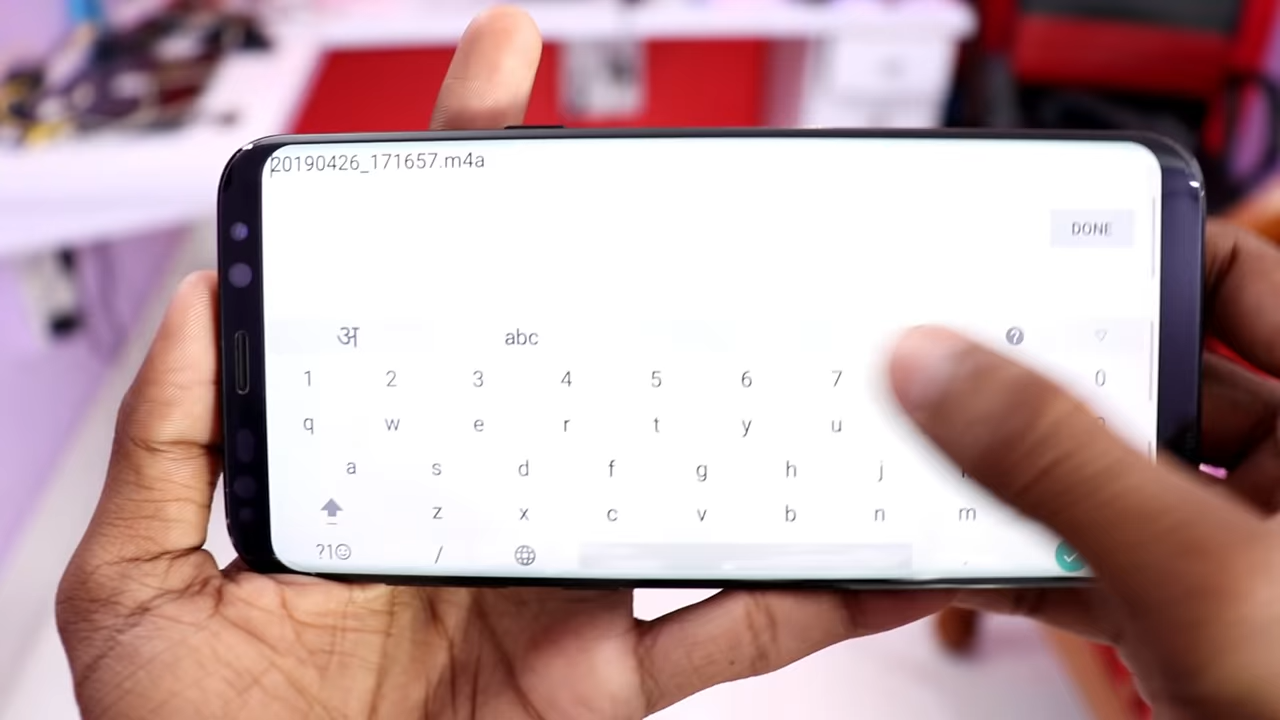 20190426_171657.m4a
DONE
अ abc ?
1 2 3 4 5 6 7 0
q w e r t y u
a s d f g h j
z x c v b n m
?1☺ /